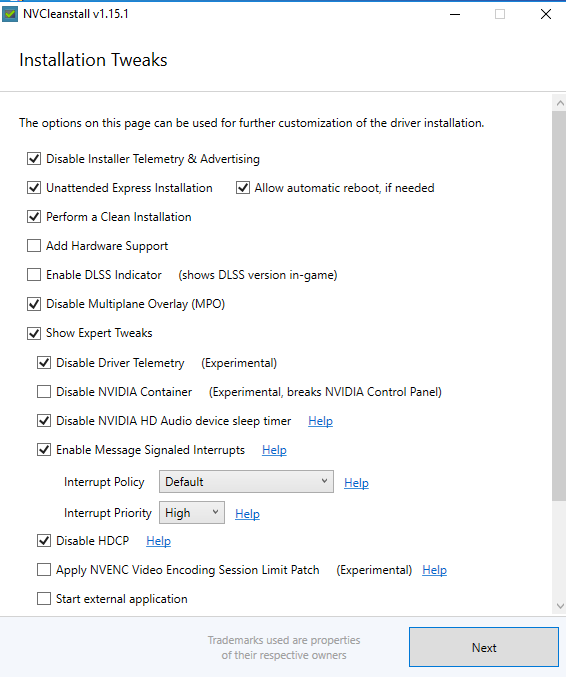 NVCleanstall v1.15.1
Installation Tweaks
The options on this page can be used for further customization of the driver installation.
Disable Installer Telemetry & Advertising
Unattended Express Installation Allow automatic reboot, if needed
Perform a Clean Installation
Add Hardware Support
Enable DLSS Indicator (shows DLSS version in-game)
Disable Multiplane Overlay (MPO)
Show Expert Tweaks
Disable Driver Telemetry (Experimental)
Disable NVIDIA Container (Experimental, breaks NVIDIA Control Panel)
Disable NVIDIA HD Audio device sleep timer Help
Enable Message Signaled Interrupts Help
Interrupt Policy Default Help
Interrupt Priority High Help
Disable HDCP Help
Apply NVENC Video Encoding Session Limit Patch (Experimental) Help
Start external application
Trademarks used are properties
of their respective owners
Next